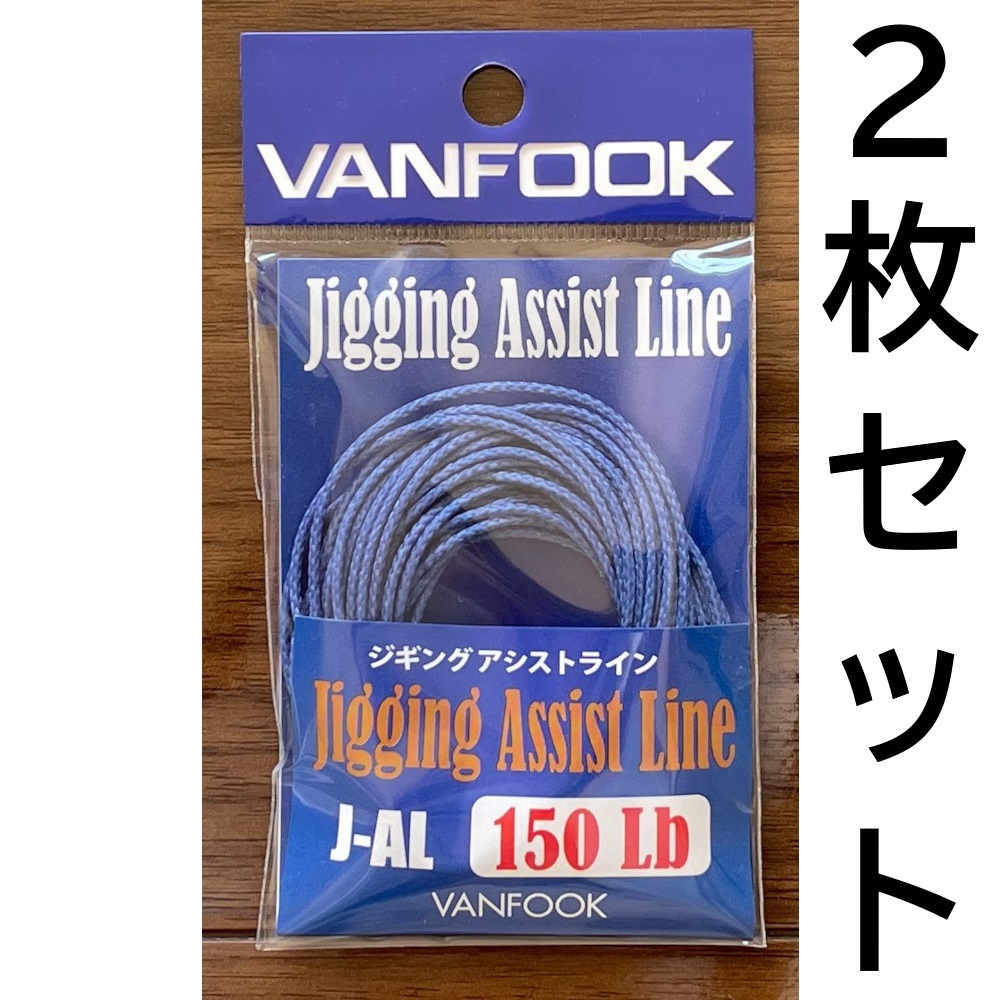 VANFOOK
Jigging Assist Line
ジギングアシストライン
Jigging Assist Line
J-AL 150 Lb
VANFOOK
2枚セット